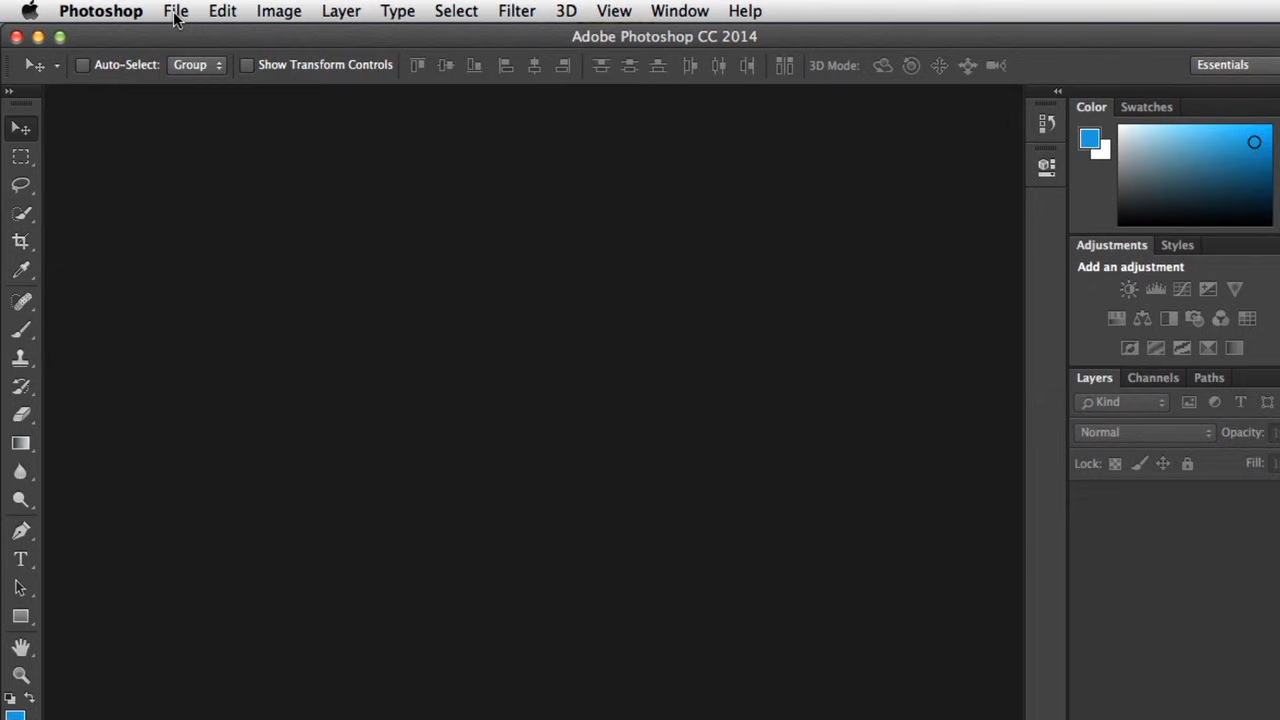 Photoshop File Edit Image Layer Type Select Filter 3D View Window Help
Adobe Photoshop CC 2014
Auto-Select: Group Show Transform Controls 3D Mode: Essentials
Color Swatches
Adjustments Styles
Add an adjustment
Layers Channels Paths
Kind
Normal Opacity:
Lock: Fill: